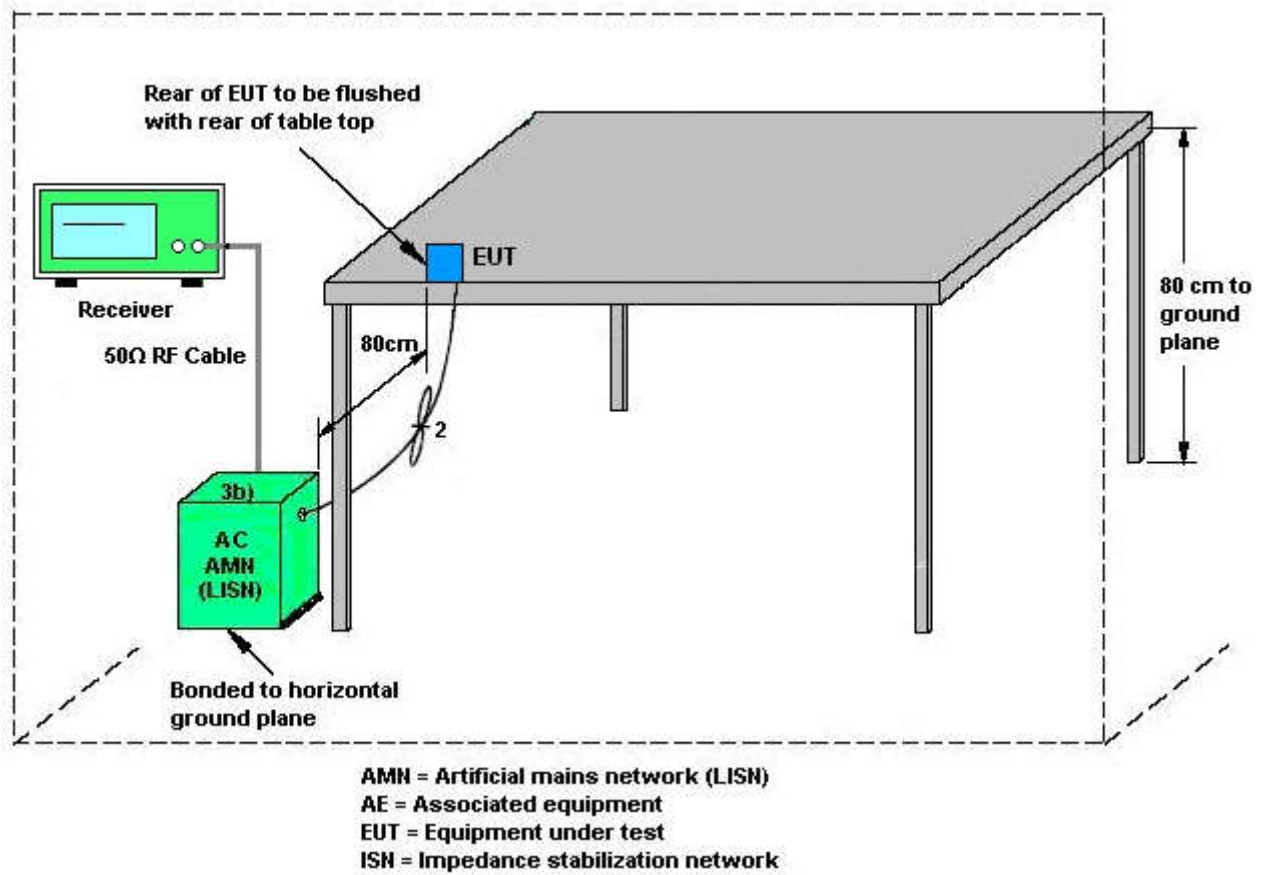 Rear of EUT to be flushed
with rear of table top
EUT
Receiver
50Ω RF Cable
80cm
80 cm to
ground
plane
2
3b)
AC
AMN
(LISN)
Bonded to horizontal
ground plane
AMN = Artificial mains network (LISN)
AE = Associated equipment
EUT = Equipment under test
ISN = Impedance stabilization network